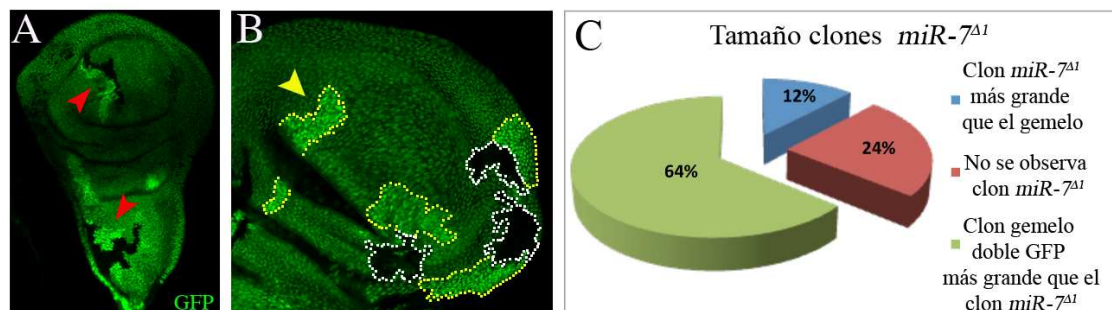 A
GFP
B
C
Tamaño clones miR-7Δ1
12%
24%
64%
Clon miR-7Δ1
más grande
que el gemelo
No se observa
clon miR-7Δ1
Clon gemelo
doble GFP
más grande que el
clon miR-7Δ1